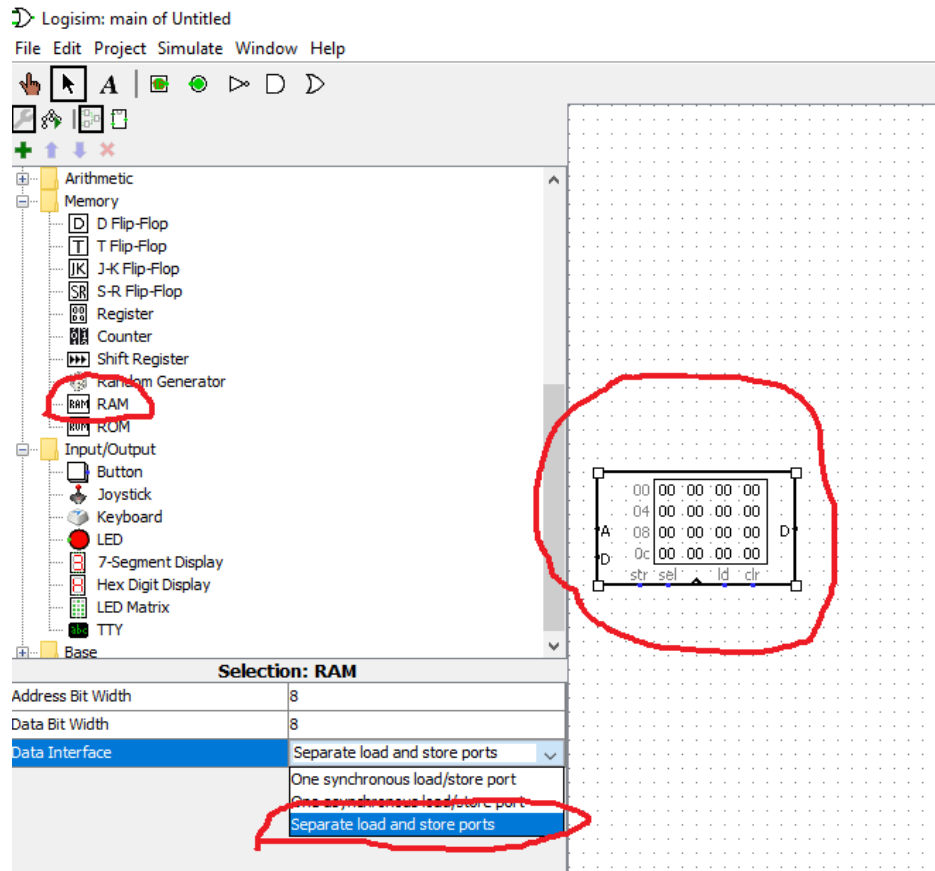 Logisim: main of Untitled
File Edit Project Simulate Window Help
A
Arithmetic
Memory
D D Flip-Flop
T T Flip-Flop
JK J-K Flip-Flop
SR S-R Flip-Flop
Register
Counter
Shift Register
Random Generator
RAM RAM
ROM ROM
Input/Output
Button
Joystick
Keyboard
LED
7-Segment Display
Hex Digit Display
LED Matrix
abc TTY
Base
Selection: RAM
Address Bit Width 8
Data Bit Width 8
Data Interface Separate load and store ports
One synchronous load/store port
One asynchronous load/store port
Separate load and store ports
00 00 00 00 00
04 00 00 00 00
A 08 00 00 00 00 D
D 0c 00 00 00 00
str sel ld clr